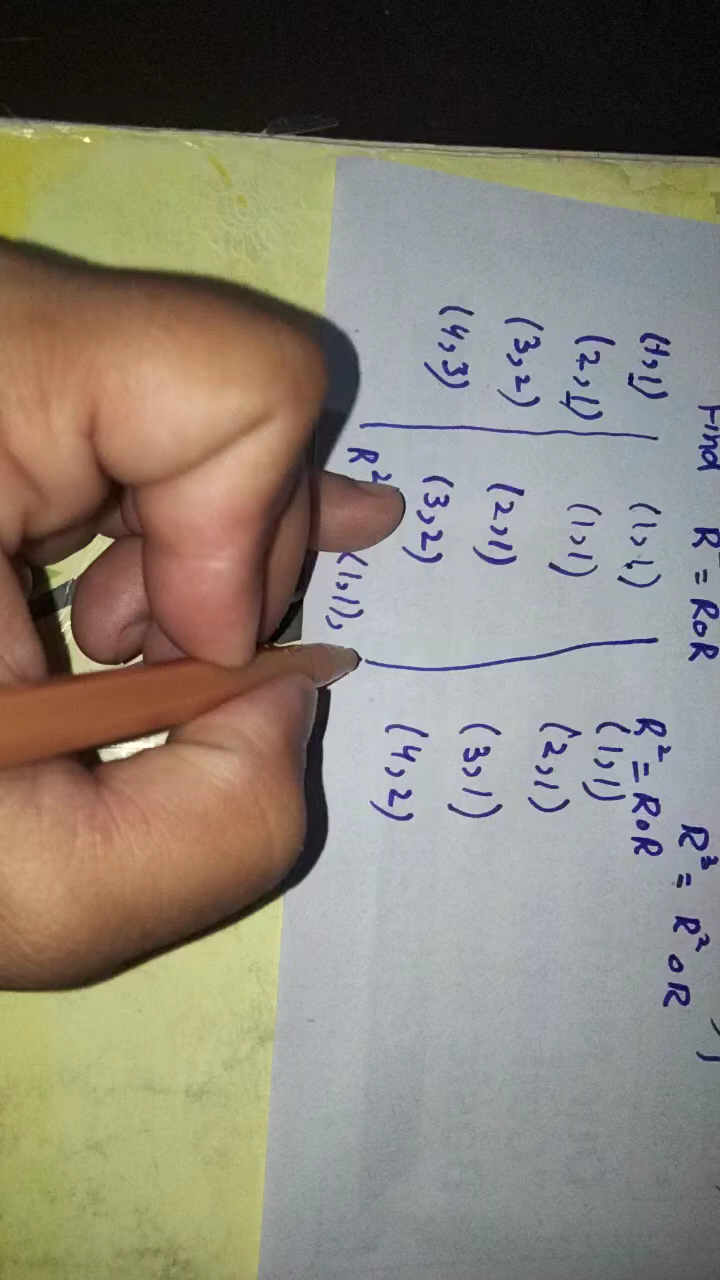 Find R = RoR
R³ = R² o R
(1,1) (1,1) R² = RoR
(1,1)
(2,1) (1,1) (2,1)
(3,2) (2,1) (3,1)
(4,3) (3,2) (4,2)
R² (1,1),